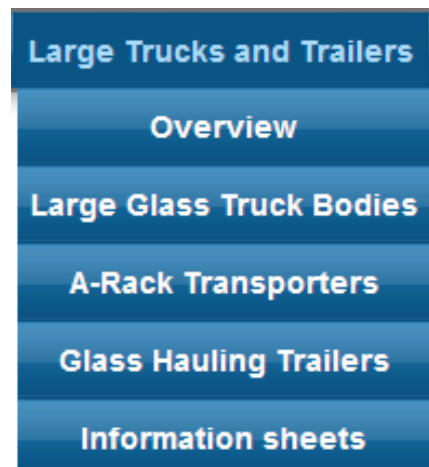 Large Trucks and Trailers
Overview
Large Glass Truck Bodies
A-Rack Transporters
Glass Hauling Trailers
Information sheets